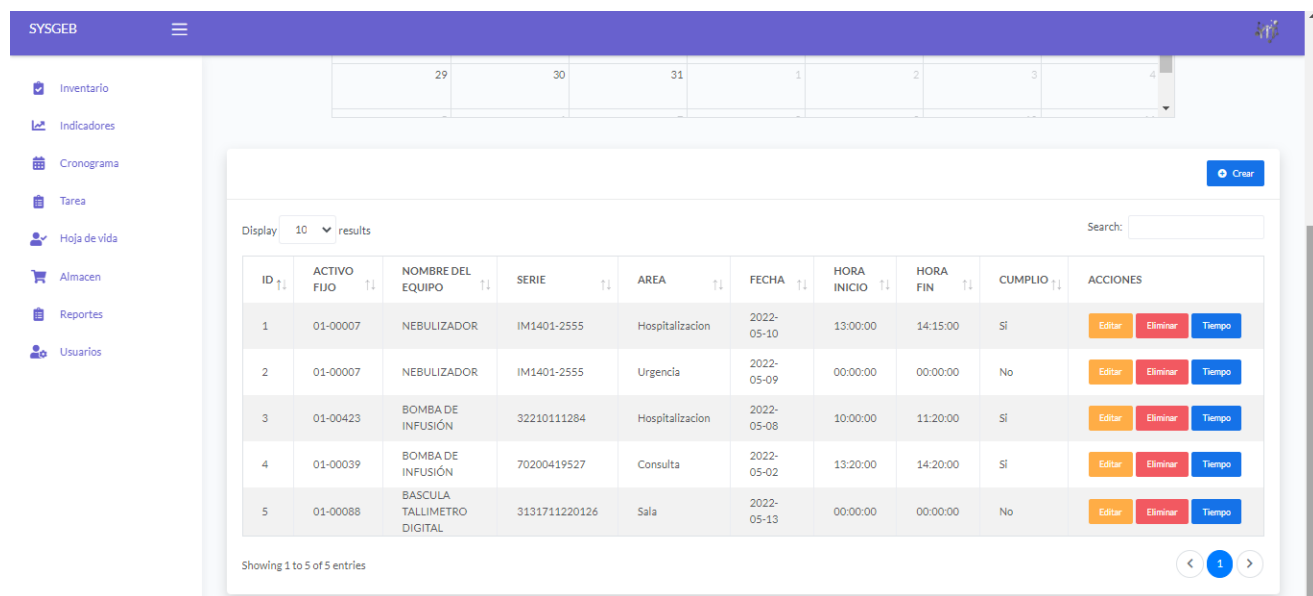 SYSGEB
Inventario
Indicadores
Cronograma
Tarea
Hoja de vida
Almacen
Reportes
Usuarios
29 30 31 1 2 3 4
Crear
Display 10 results
Search:
ID ACTIVO FIJO NOMBRE DEL EQUIPO SERIE AREA FECHA HORA INICIO HORA FIN CUMPLIO ACCIONES
1 01-00007 NEBULIZADOR IM1401-2555 Hospitalizacion 2022-05-10 13:00:00 14:15:00 Si Editar Eliminar Tiempo
2 01-00007 NEBULIZADOR IM1401-2555 Urgencia 2022-05-09 00:00:00 00:00:00 No Editar Eliminar Tiempo
3 01-00423 BOMBA DE INFUSIÓN 32210111284 Hospitalizacion 2022-05-08 10:00:00 11:20:00 Si Editar Eliminar Tiempo
4 01-00039 BOMBA DE INFUSIÓN 70200419527 Consulta 2022-05-02 13:20:00 14:20:00 Si Editar Eliminar Tiempo
5 01-00088 BASCULA TALLIMETRO DIGITAL 3131711220126 Sala 2022-05-13 00:00:00 00:00:00 No Editar Eliminar Tiempo
Showing 1 to 5 of 5 entries
1